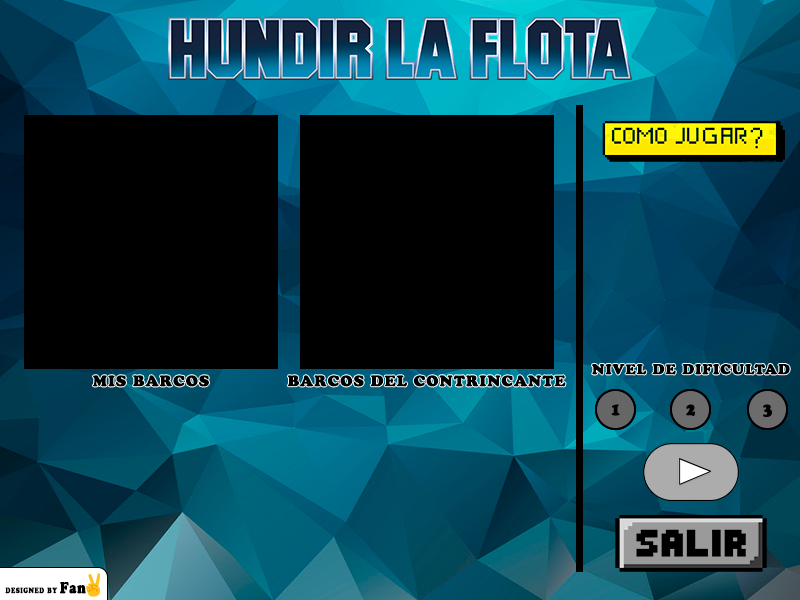 HUNDIR LA FLOTA
COMO JUGAR?
MIS BARCOS
BARCOS DEL CONTRINCANTE
NIVEL DE DIFICULTAD
1 2 3
SALIR
DESIGNED BY Fan